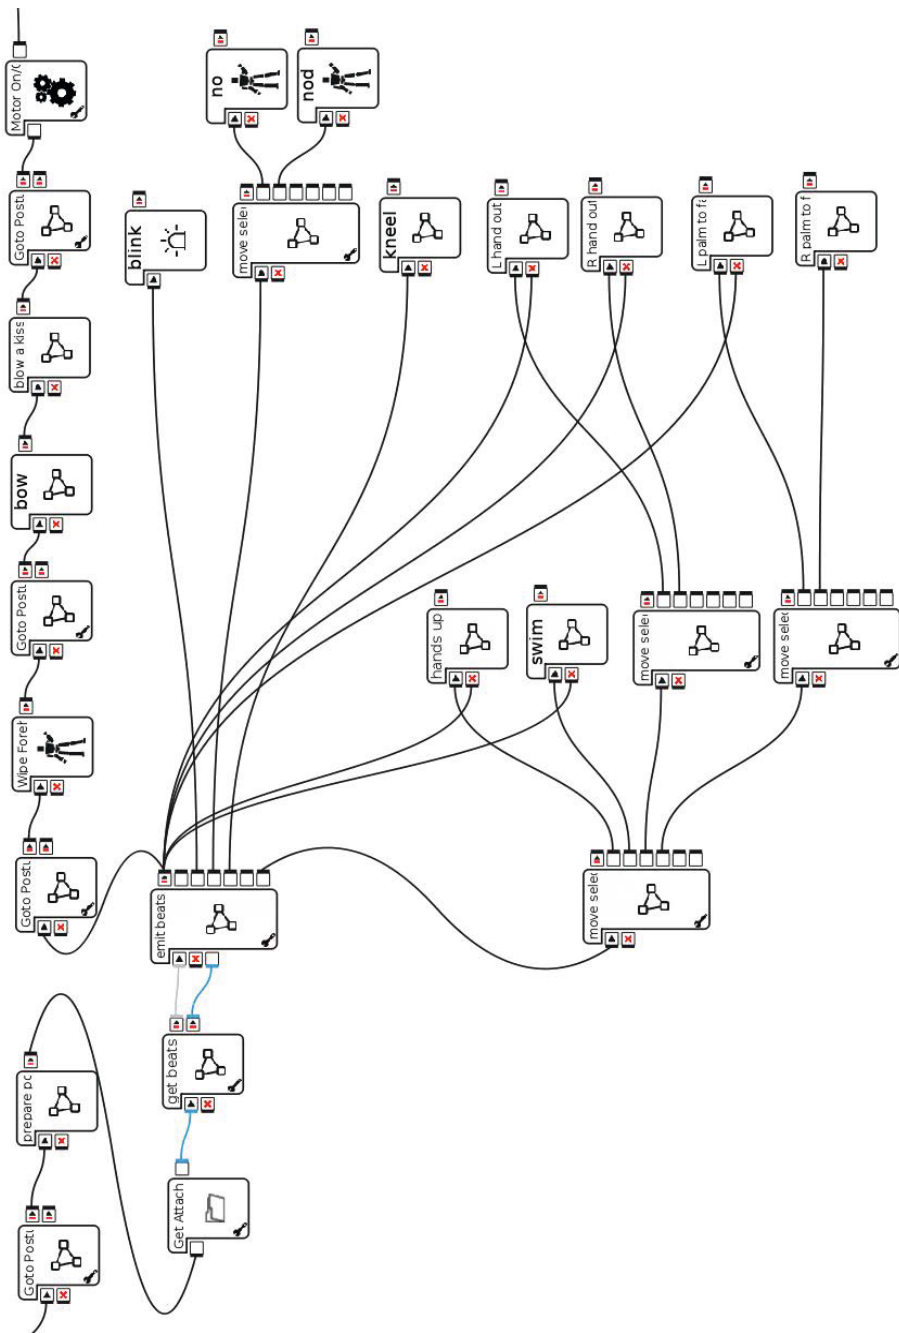 Goto Postu
prepare po
Goto Postu
Wipe Foreh
Goto Postu
bow
blow a kiss
Goto Postu
Motor On/O
Get Attach
get beats
emit beats
blink
no
move selec
nod
kneel
hands up
L hand out
swim
R hand out
move selec
move selec
L palm to fa
move selec
R palm to f